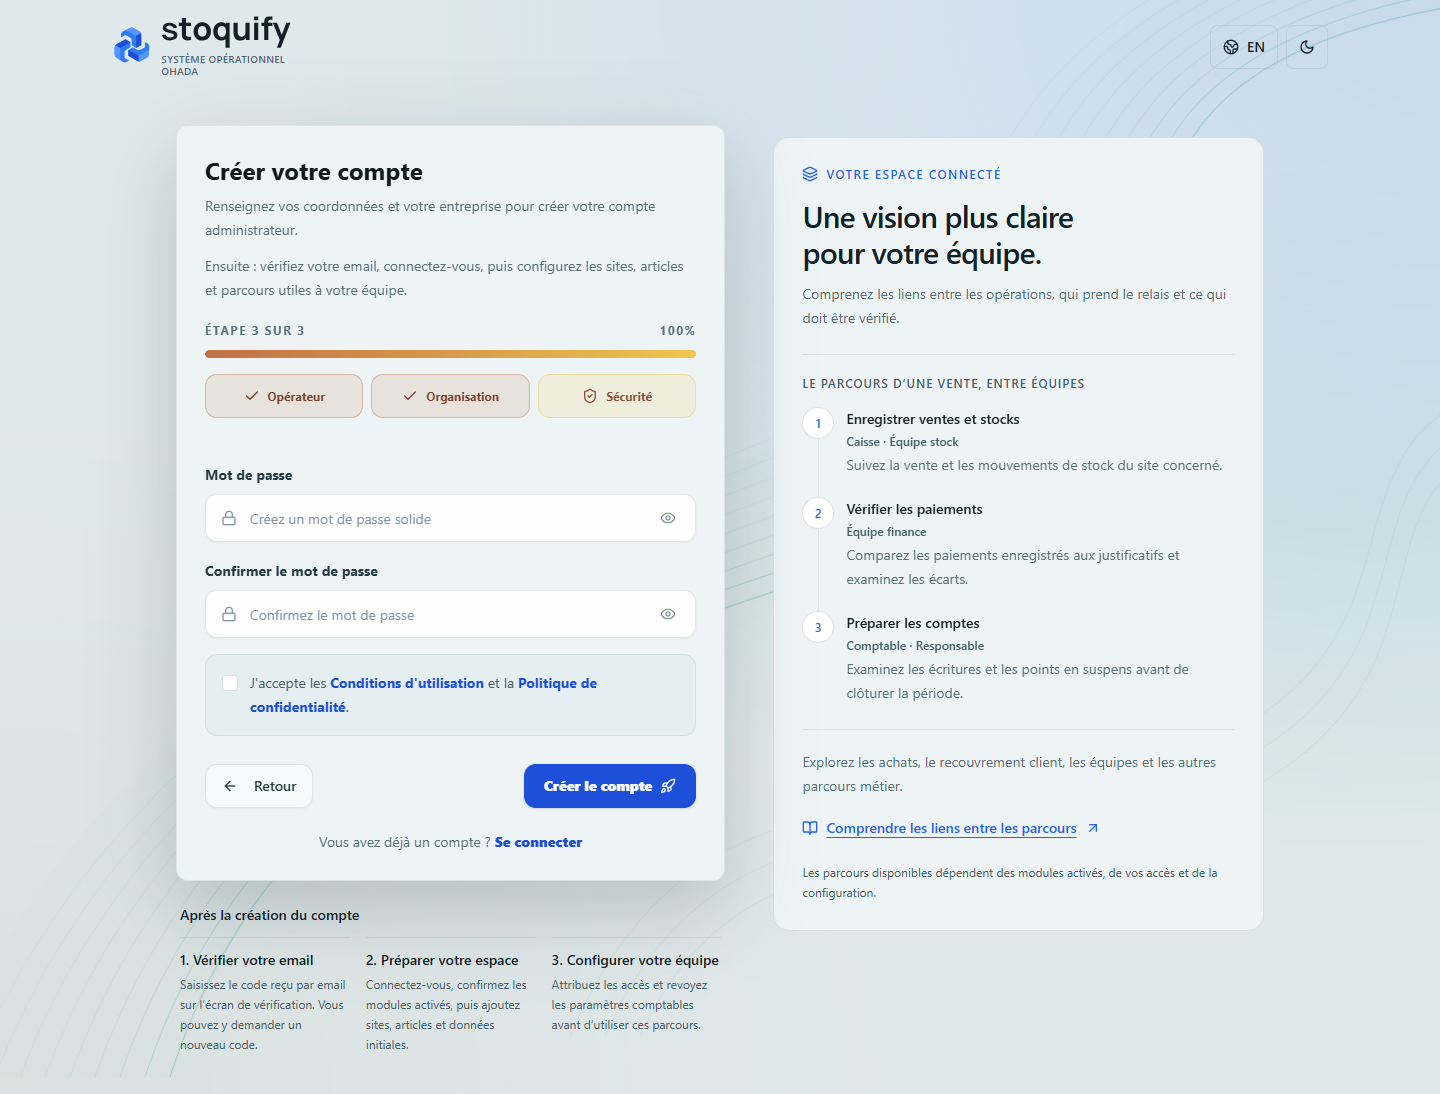 stoquify
SYSTÈME OPÉRATIONNEL
OHADA
EN
Créer votre compte
Renseignez vos coordonnées et votre entreprise pour créer votre compte
administrateur.
Ensuite : vérifiez votre email, connectez-vous, puis configurez les sites, articles
et parcours utiles à votre équipe.
ÉTAPE 3 SUR 3
100%
Opérateur
Organisation
Sécurité
Mot de passe
Créez un mot de passe solide
Confirmer le mot de passe
Confirmez le mot de passe
J'accepte les Conditions d'utilisation et la Politique de
confidentialité.
Retour
Créer le compte
Vous avez déjà un compte ? Se connecter
Après la création du compte
1. Vérifier votre email
Saisissez le code reçu par email
sur l'écran de vérification. Vous
pouvez y demander un
nouveau code.
2. Préparer votre espace
Connectez-vous, confirmez les
modules activés, puis ajoutez
sites, articles et données
initiales.
3. Configurer votre équipe
Attribuez les accès et revoyez
les paramètres comptables
avant d'utiliser ces parcours.
VOTRE ESPACE CONNECTÉ
Une vision plus claire
pour votre équipe.
Comprenez les liens entre les opérations, qui prend le relais et ce qui
doit être vérifié.
LE PARCOURS D'UNE VENTE, ENTRE ÉQUIPES
1
Enregistrer ventes et stocks
Caisse · Équipe stock
Suivez la vente et les mouvements de stock du site concerné.
2
Vérifier les paiements
Équipe finance
Comparez les paiements enregistrés aux justificatifs et
examinez les écarts.
3
Préparer les comptes
Comptable · Responsable
Examinez les écritures et les points en suspens avant de
clôturer la période.
Explorez les achats, le recouvrement client, les équipes et les autres
parcours métier.
Comprendre les liens entre les parcours
Les parcours disponibles dépendent des modules activés, de vos accès et de la
configuration.